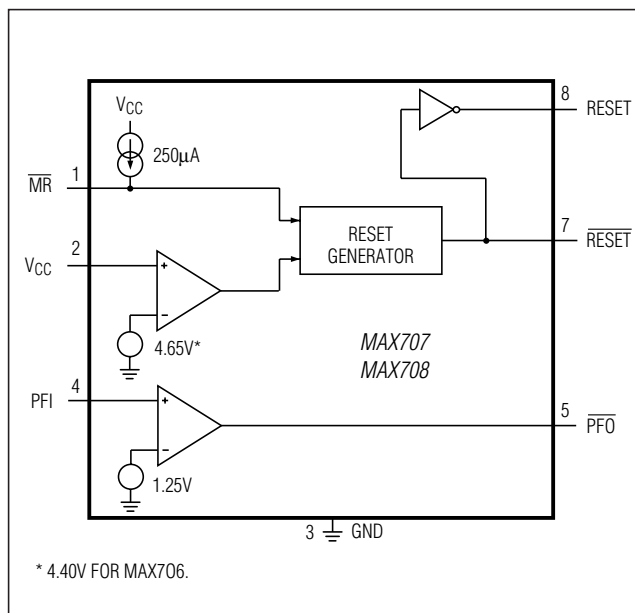 VCC
250µA
1
MR
2
VCC
4.65V*
RESET
GENERATOR
8
RESET
7
RESET
MAX707
MAX708
4
PFI
1.25V
5
PFO
3
GND
* 4.40V FOR MAX706.